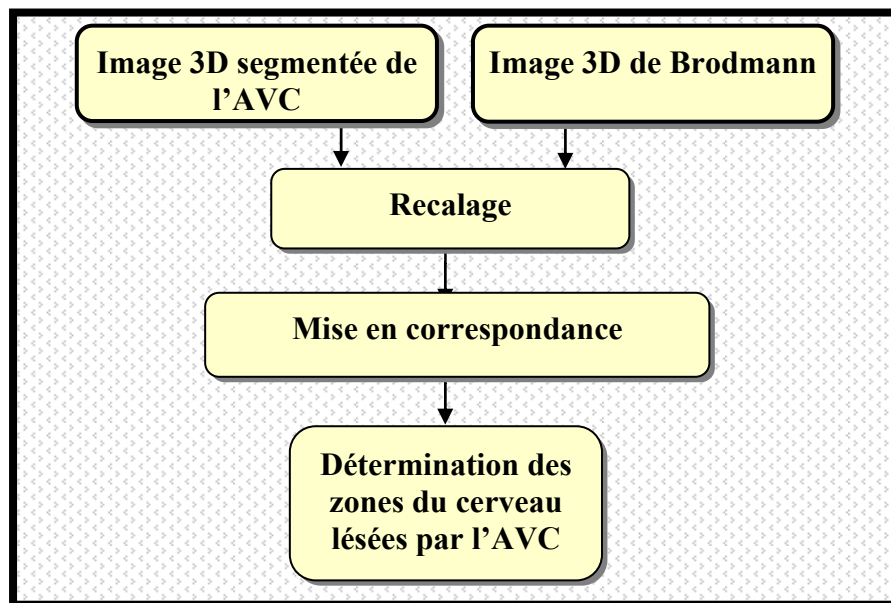 Image 3D segmentée de
l’AVC
Image 3D de Brodmann
Recalage
Mise en correspondance
Détermination des
zones du cerveau
lésées par l’AVC